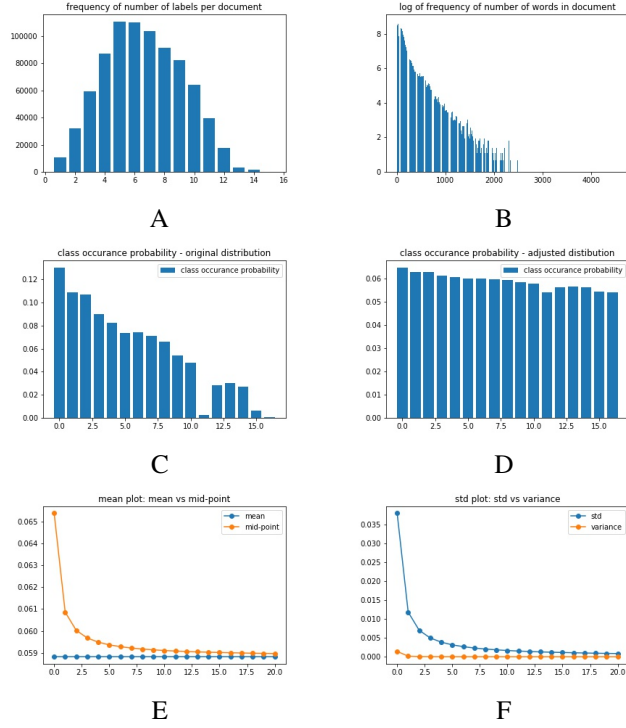 frequency of number of labels per document
100000
80000
60000
40000
20000
0
0 2 4 6 8 10 12 14 16
A
log of frequency of number of words in document
8
6
4
2
0
0 1000 2000 3000 4000
B
class occurance probability - original distribution
class occurance probability
0.12
0.10
0.08
0.06
0.04
0.02
0.00
0.0 2.5 5.0 7.5 10.0 12.5 15.0
C
class occurance probability - adjusted distibution
class occurance probability
0.06
0.05
0.04
0.03
0.02
0.01
0.00
0.0 2.5 5.0 7.5 10.0 12.5 15.0
D
mean plot: mean vs mid-point
mean
mid-point
0.065
0.064
0.063
0.062
0.061
0.060
0.059
0.0 2.5 5.0 7.5 10.0 12.5 15.0 17.5 20.0
E
std plot: std vs variance
std
variance
0.035
0.030
0.025
0.020
0.015
0.010
0.005
0.000
0.0 2.5 5.0 7.5 10.0 12.5 15.0 17.5 20.0
F